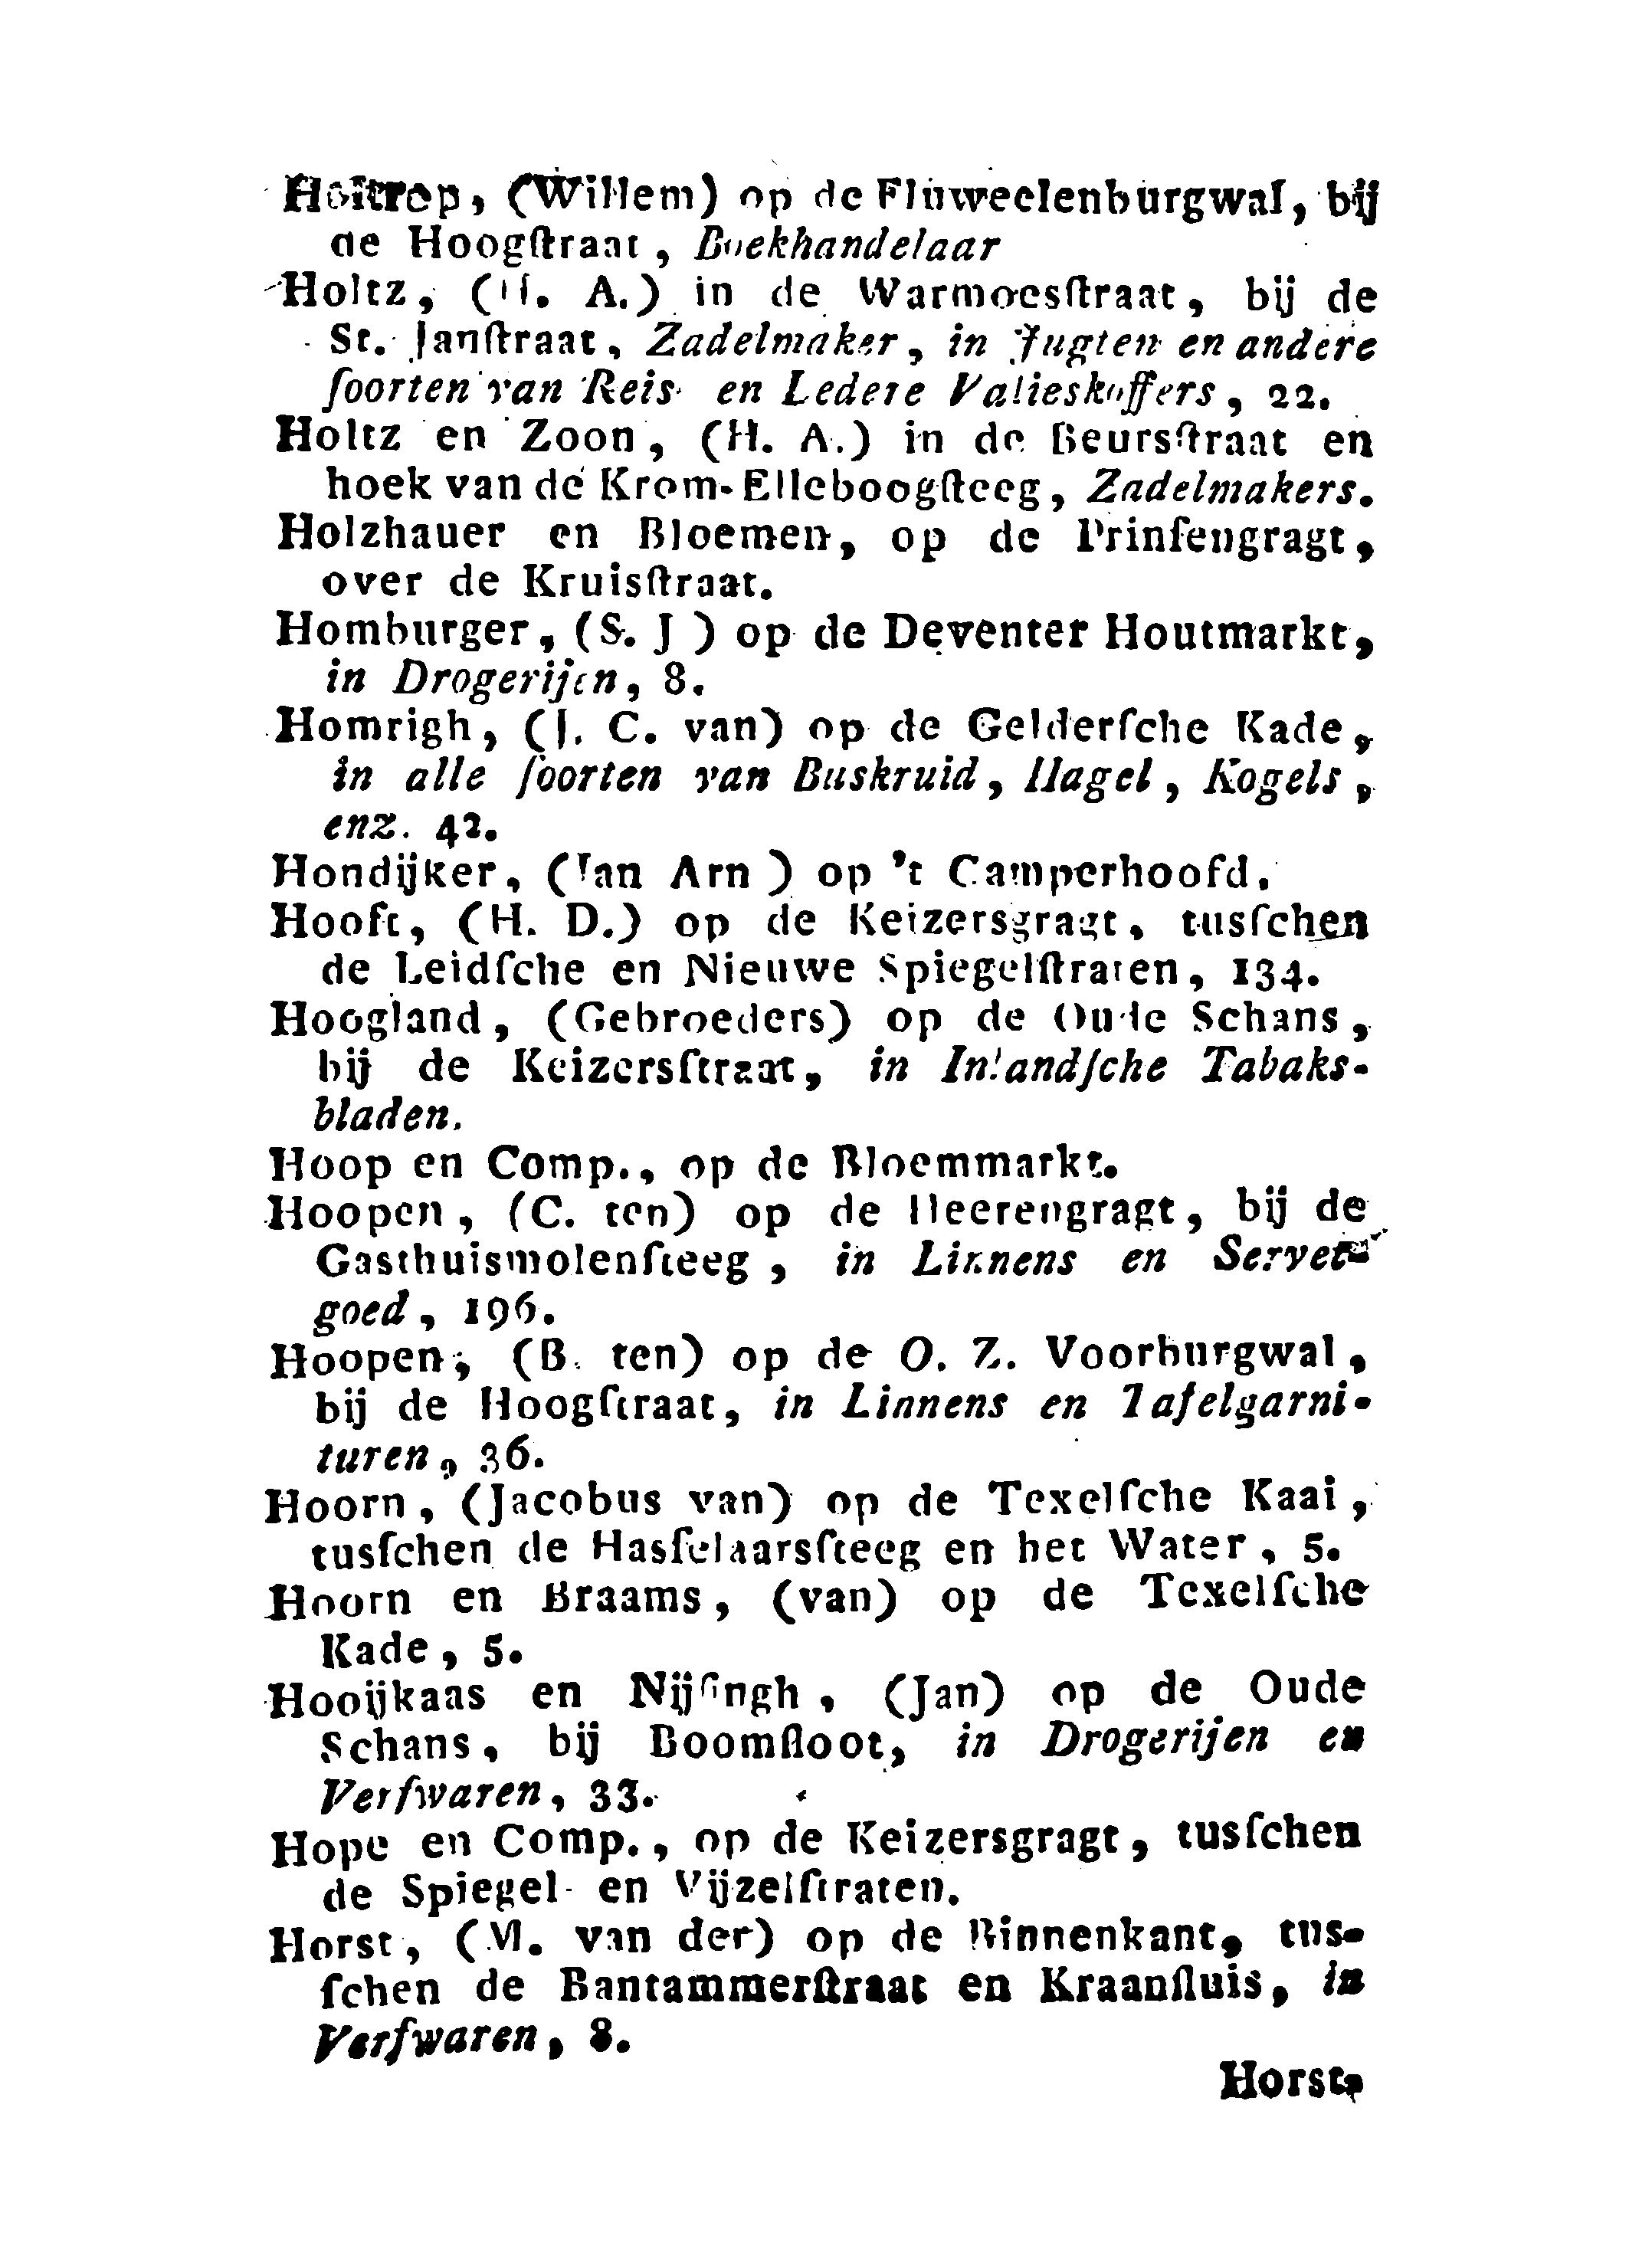 Holtrop, (Willem) op de Fluweelenburgwal, bij
de Hoogſtraat, Boekhandelaar
Holtz, (H. A.) in de Warmoesſtraat, bij de
St. Janſtraat, Zadelmaker, in Jugten en andere
ſoorten van Reis- en Ledere Valieskoffers, 22.
Holtz en Zoon, (H. A.) in de Beursſtraat en
hoek van de Krom-Elleboogſteeg, Zadelmakers.
Holzhauer en Bloemen, op de Prinſengragt,
over de Kruisſtraat.
Homburger, (S. J ) op de Deventer Houtmarkt,
in Drogerijen, 8.
Homrigh, (J. C. van) op de Gelderſche Kade,
in alle ſoorten van Buskruid, Hagel, Kogels,
enz. 42.
Hondijker, (Jan Arn ) op 't Camperhoofd.
Hooft, (H. D.) op de Keizersgragt, tusſchen
de Leidſche en Nieuwe Spiegelſtraten, 134.
Hoogland, (Gebroeders) op de Oude Schans,
bij de Keizersſtraat, in Inlandſche Tabaks-
bladen.
Hoop en Comp., op de Bloemmarkt.
Hoopen, (C. ten) op de Heerengragt, bij de
Gasthuismolenſteeg, in Linnens en Servet-
goed, 196.
Hoopen, (B. ten) op de O. Z. Voorburgwal,
bij de Hoogſtraat, in Linnens en Tafelgarni-
turen, 36.
Hoorn, (Jacobus van) op de Texelſche Kaai,
tusſchen de Hasſelaarsſteeg en het Water, 5.
Hoorn en Braams, (van) op de Texelſche
Kade, 5.
Hooijkaas en Nijſingh, (Jan) op de Oude
Schans, bij Boomſloot, in Drogerijen en
Verfwaren, 33.
Hope en Comp., op de Keizersgragt, tusſchen
de Spiegel- en Vijzelſtraten.
Horst, (M. van der) op de Binnenkant, tus-
ſchen de Bantammerſtraat en Kraanſluis, in
Verfwaren, 8.
Horst,